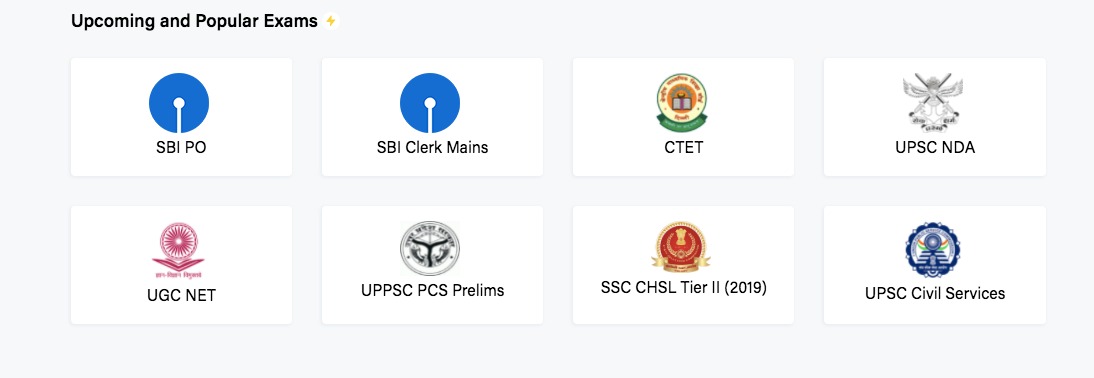 Upcoming and Popular Exams
SBI PO
SBI Clerk Mains
CTET
UPSC NDA
UGC NET
UPPSC PCS Prelims
SSC CHSL Tier II (2019)
UPSC Civil Services